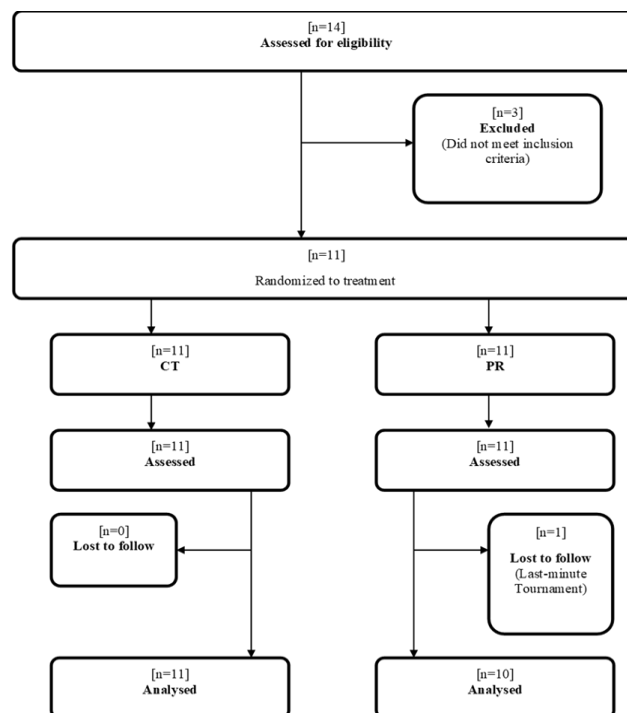 [n=14]
Assessed for eligibility
[n=3]
Excluded
(Did not meet inclusion
criteria)
[n=11]
Randomized to treatment
[n=11]
CT
[n=11]
PR
[n=11]
Assessed
[n=11]
Assessed
[n=0]
Lost to follow
[n=1]
Lost to follow
(Last-minute
Tournament)
[n=11]
Analysed
[n=10]
Analysed